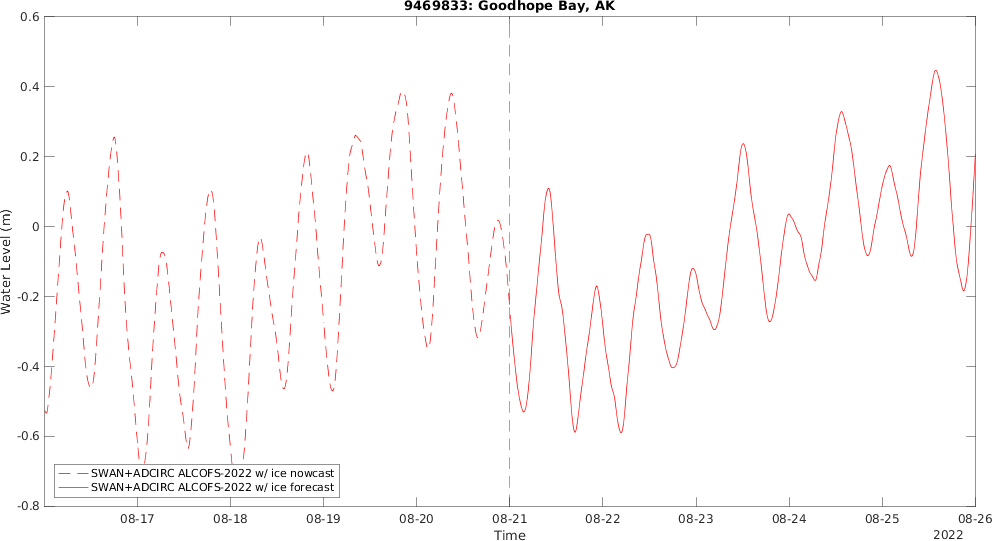 9469833: Goodhope Bay, AK
Water Level (m)
0.6
0.4
0.2
0
-0.2
-0.4
-0.6
-0.8
SWAN+ADCIRC ALCOFS-2022 w/ ice nowcast
SWAN+ADCIRC ALCOFS-2022 w/ ice forecast
08-17 08-18 08-19 08-20 08-21 08-22 08-23 08-24 08-25 08-26
Time
2022